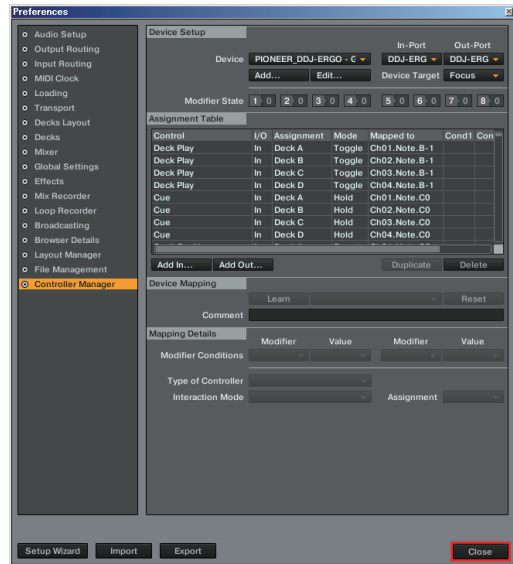 Preferences
Audio Setup
Output Routing
Input Routing
MIDI Clock
Loading
Transport
Decks Layout
Decks
Mixer
Global Settings
Effects
Mix Recorder
Loop Recorder
Broadcasting
Browser Details
Layout Manager
File Management
Controller Manager
Device Setup
In-Port Out-Port
Device PIONEER_DDJ-ERGO - C DDJ-ERG DDJ-ERG
Add... Edit... Device Target Focus
Modifier State 1 0 2 0 3 0 4 0 5 0 6 0 7 0 8 0
Assignment Table
Control I/O Assignment Mode Mapped to Cond1 Con
Deck Play In Deck A Toggle Ch01.Note.B-1
Deck Play In Deck B Toggle Ch02.Note.B-1
Deck Play In Deck C Toggle Ch03.Note.B-1
Deck Play In Deck D Toggle Ch04.Note.B-1
Cue In Deck A Hold Ch01.Note.C0
Cue In Deck B Hold Ch02.Note.C0
Cue In Deck C Hold Ch03.Note.C0
Cue In Deck D Hold Ch04.Note.C0
Add In... Add Out... Duplicate Delete
Device Mapping
Learn Reset
Comment
Mapping Details
Modifier Value Modifier Value
Modifier Conditions
Type of Controller
Interaction Mode Assignment
Setup Wizard Import Export Close